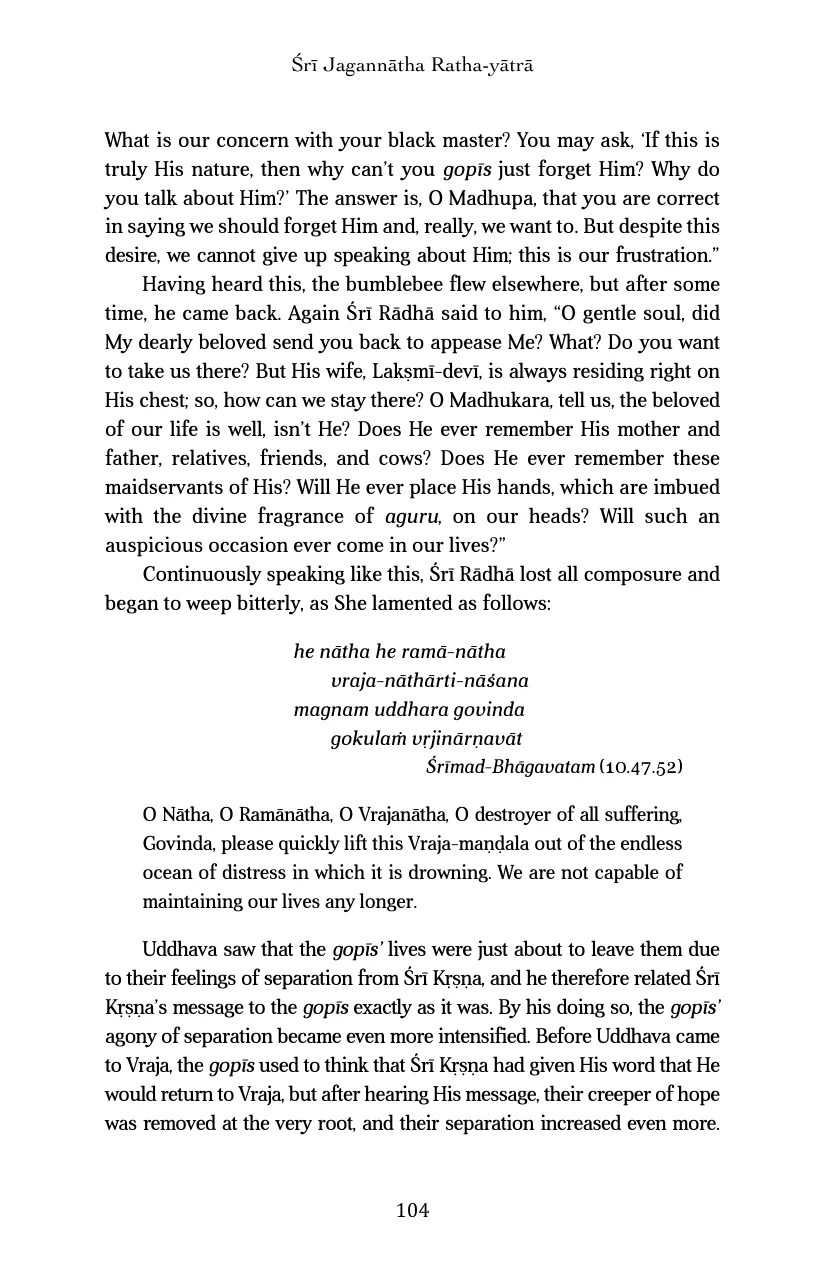 Śrī Jagannātha Ratha-yātrā
What is our concern with your black master? You may ask, ‘If this is
truly His nature, then why can’t you gopīs just forget Him? Why do
you talk about Him?’ The answer is, O Madhupa, that you are correct
in saying we should forget Him and, really, we want to. But despite this
desire, we cannot give up speaking about Him; this is our frustration.”
Having heard this, the bumblebee flew elsewhere, but after some
time, he came back. Again Śrī Rādhā said to him, “O gentle soul, did
My dearly beloved send you back to appease Me? What? Do you want
to take us there? But His wife, Lakṣmī-devī, is always residing right on
His chest; so, how can we stay there? O Madhukara, tell us, the beloved
of our life is well, isn’t He? Does He ever remember His mother and
father, relatives, friends, and cows? Does He ever remember these
maidservants of His? Will He ever place His hands, which are imbued
with the divine fragrance of aguru, on our heads? Will such an
auspicious occasion ever come in our lives?”
Continuously speaking like this, Śrī Rādhā lost all composure and
began to weep bitterly, as She lamented as follows:
he nātha he ramā-nātha
vraja-nāthārti-nāśana
magnam uddhara govinda
gokulaṁ vṛjinārṇavāt
Śrīmad-Bhāgavatam (10.47.52)
O Nātha, O Ramānātha, O Vrajanātha, O destroyer of all suffering,
Govinda, please quickly lift this Vraja-maṇḍala out of the endless
ocean of distress in which it is drowning. We are not capable of
maintaining our lives any longer.
Uddhava saw that the gopīs’ lives were just about to leave them due
to their feelings of separation from Śrī Kṛṣṇa, and he therefore related Śrī
Kṛṣṇa’s message to the gopīs exactly as it was. By his doing so, the gopīs’
agony of separation became even more intensified. Before Uddhava came
to Vraja, the gopīs used to think that Śrī Kṛṣṇa had given His word that He
would return to Vraja, but after hearing His message, their creeper of hope
was removed at the very root, and their separation increased even more.
104